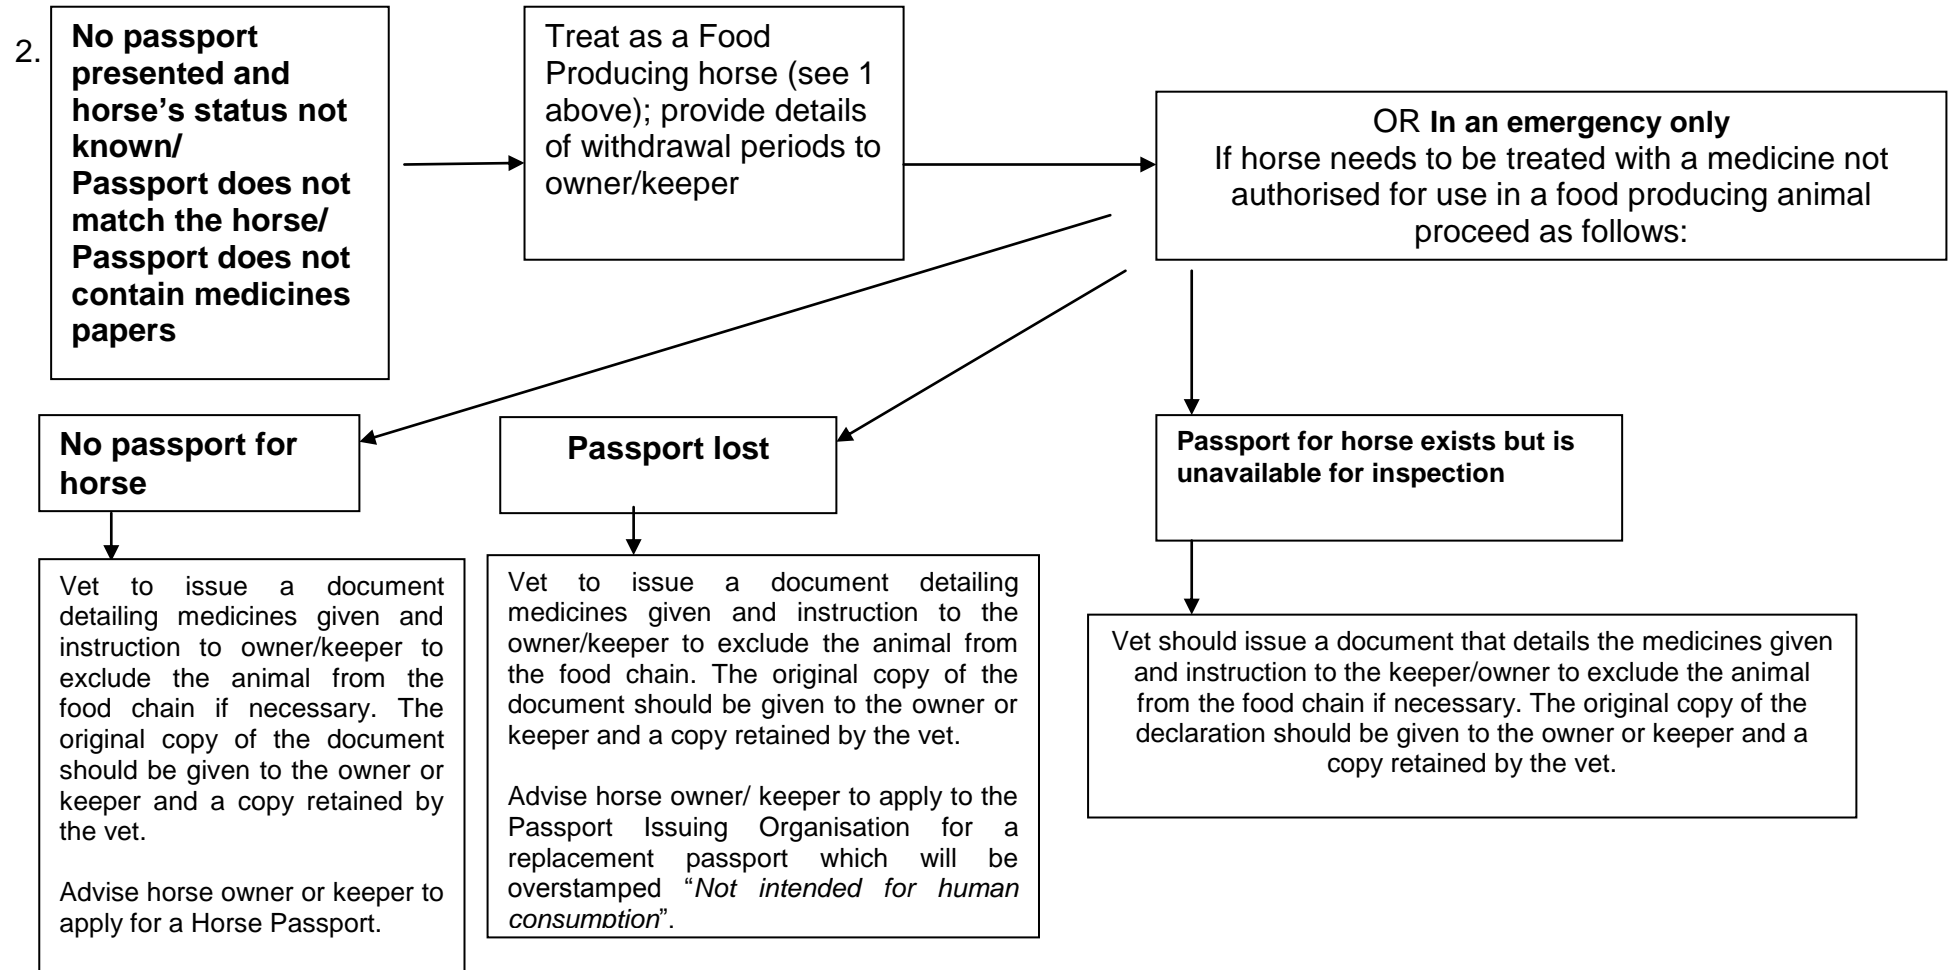 2.
No passport
presented and
horse’s status not
known/
Passport does not
match the horse/
Passport does not
contain medicines
papers
Treat as a Food
Producing horse (see 1
above); provide details
of withdrawal periods to
owner/keeper
OR In an emergency only
If horse needs to be treated with a medicine not
authorised for use in a food producing animal
proceed as follows:
No passport for
horse
Passport lost
Passport for horse exists but is
unavailable for inspection
Vet to issue a document
detailing medicines given and
instruction to owner/keeper to
exclude the animal from the
food chain if necessary. The
original copy of the document
should be given to the owner or
keeper and a copy retained by
the vet.
Advise horse owner or keeper to
apply for a Horse Passport.
Vet to issue a document detailing
medicines given and instruction to the
owner/keeper to exclude the animal from
the food chain. The original copy of the
document should be given to the owner or
keeper and a copy retained by the vet.
Advise horse owner/ keeper to apply to the
Passport Issuing Organisation for a
replacement passport which will be
overstamped “Not intended for human
consumption”.
Vet should issue a document that details the medicines given
and instruction to the keeper/owner to exclude the animal
from the food chain if necessary. The original copy of the
declaration should be given to the owner or keeper and a
copy retained by the vet.